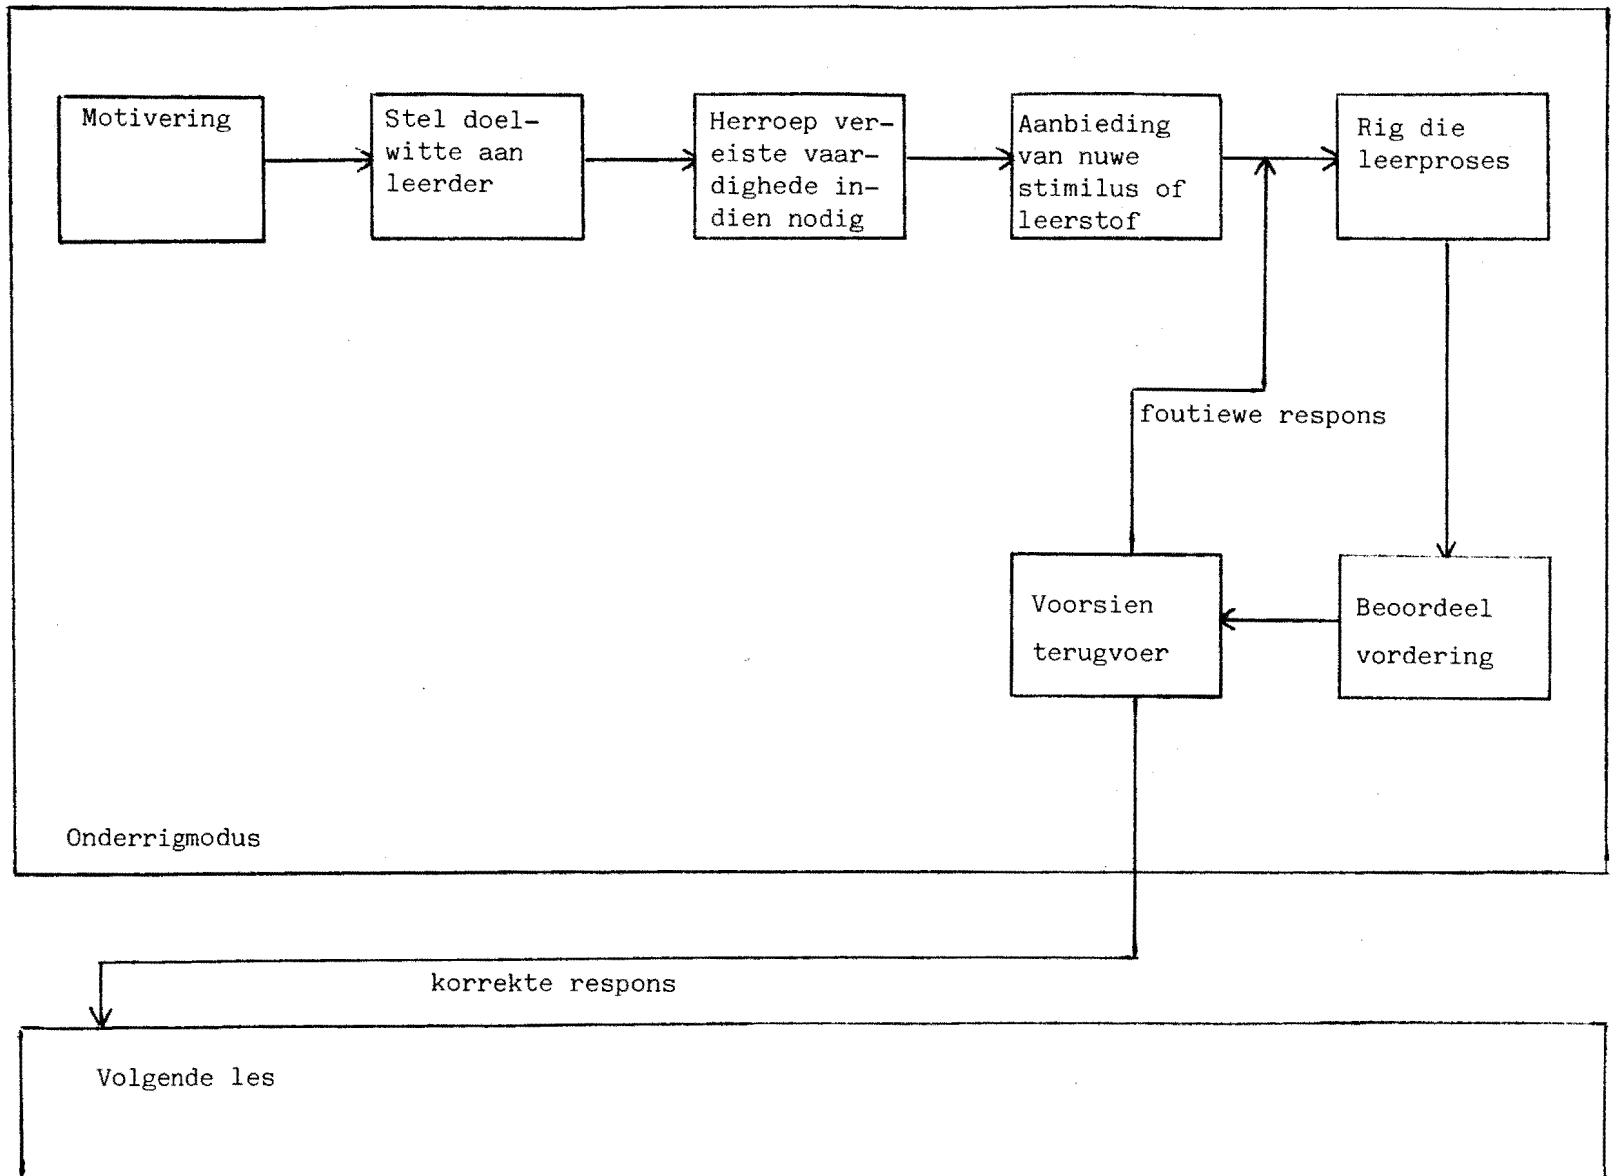 Motivering
Stel doel-
witte aan
leerder
Herroep ver-
eiste vaar-
dighede in-
dien nodig
Aanbieding
van nuwe
stimilus of
leerstof
Rig die
leerproses
foutiewe respons
Voorsien
terugvoer
Beoordeel
vordering
Onderrigmodus
korrekte respons
Volgende les